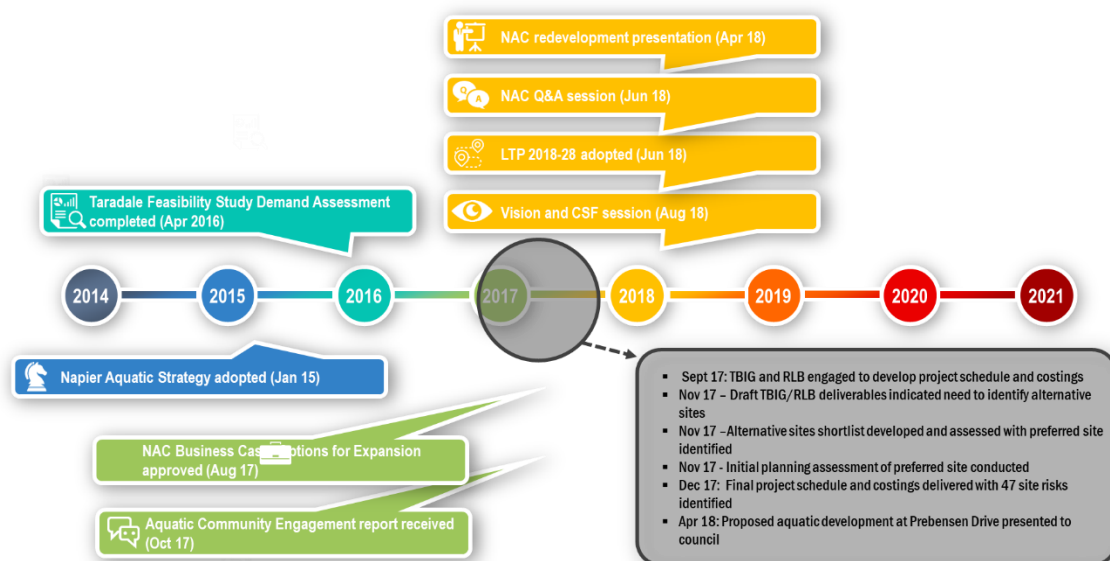 NAC redevelopment presentation (Apr 18)
Q
A
NAC Q&A session (Jun 18)
LTP 2018-28 adopted (Jun 18)
Vision and CSF session (Aug 18)
Taradale Feasibility Study Demand Assessment
completed (Apr 2016)
2014
2015
2016
2017
2018
2019
2020
2021
Napier Aquatic Strategy adopted (Jan 15)
NAC Business Cas ptions for Expansion
approved (Aug 17)
Aquatic Community Engagement report received
(Oct 17)
▪ Sept 17: TBIG and RLB engaged to develop project schedule and costings
▪ Nov 17 – Draft TBIG/RLB deliverables indicated need to identify alternative
sites
▪ Nov 17 –Alternative sites shortlist developed and assessed with preferred site
identified
▪ Nov 17 - Initial planning assessment of preferred site conducted
▪ Dec 17: Final project schedule and costings delivered with 47 site risks
identified
▪ Apr 18: Proposed aquatic development at Prebensen Drive presented to
council